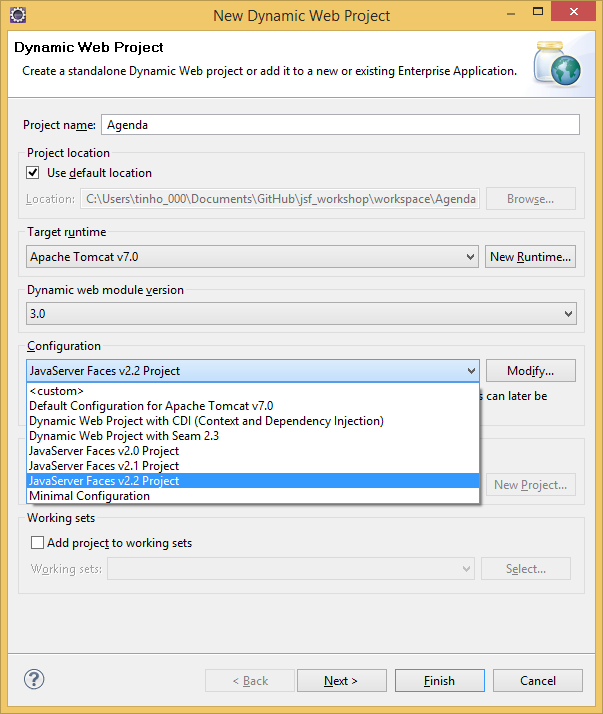 New Dynamic Web Project
Dynamic Web Project
Create a standalone Dynamic Web project or add it to a new or existing Enterprise Application.
Project name: Agenda
Project location
Use default location
Location: C:\Users\tinho_000\Documents\GitHub\jsf_workshop\workspace\Agenda Browse...
Target runtime
Apache Tomcat v7.0 New Runtime...
Dynamic web module version
3.0
Configuration
JavaServer Faces v2.2 Project Modify...
<custom> can later be
Default Configuration for Apache Tomcat v7.0
Dynamic Web Project with CDI (Context and Dependency Injection)
Dynamic Web Project with Seam 2.3
JavaServer Faces v2.0 Project
JavaServer Faces v2.1 Project
JavaServer Faces v2.2 Project New Project...
Minimal Configuration
Working sets
Add project to working sets
Working sets: Select...
? < Back Next > Finish Cancel